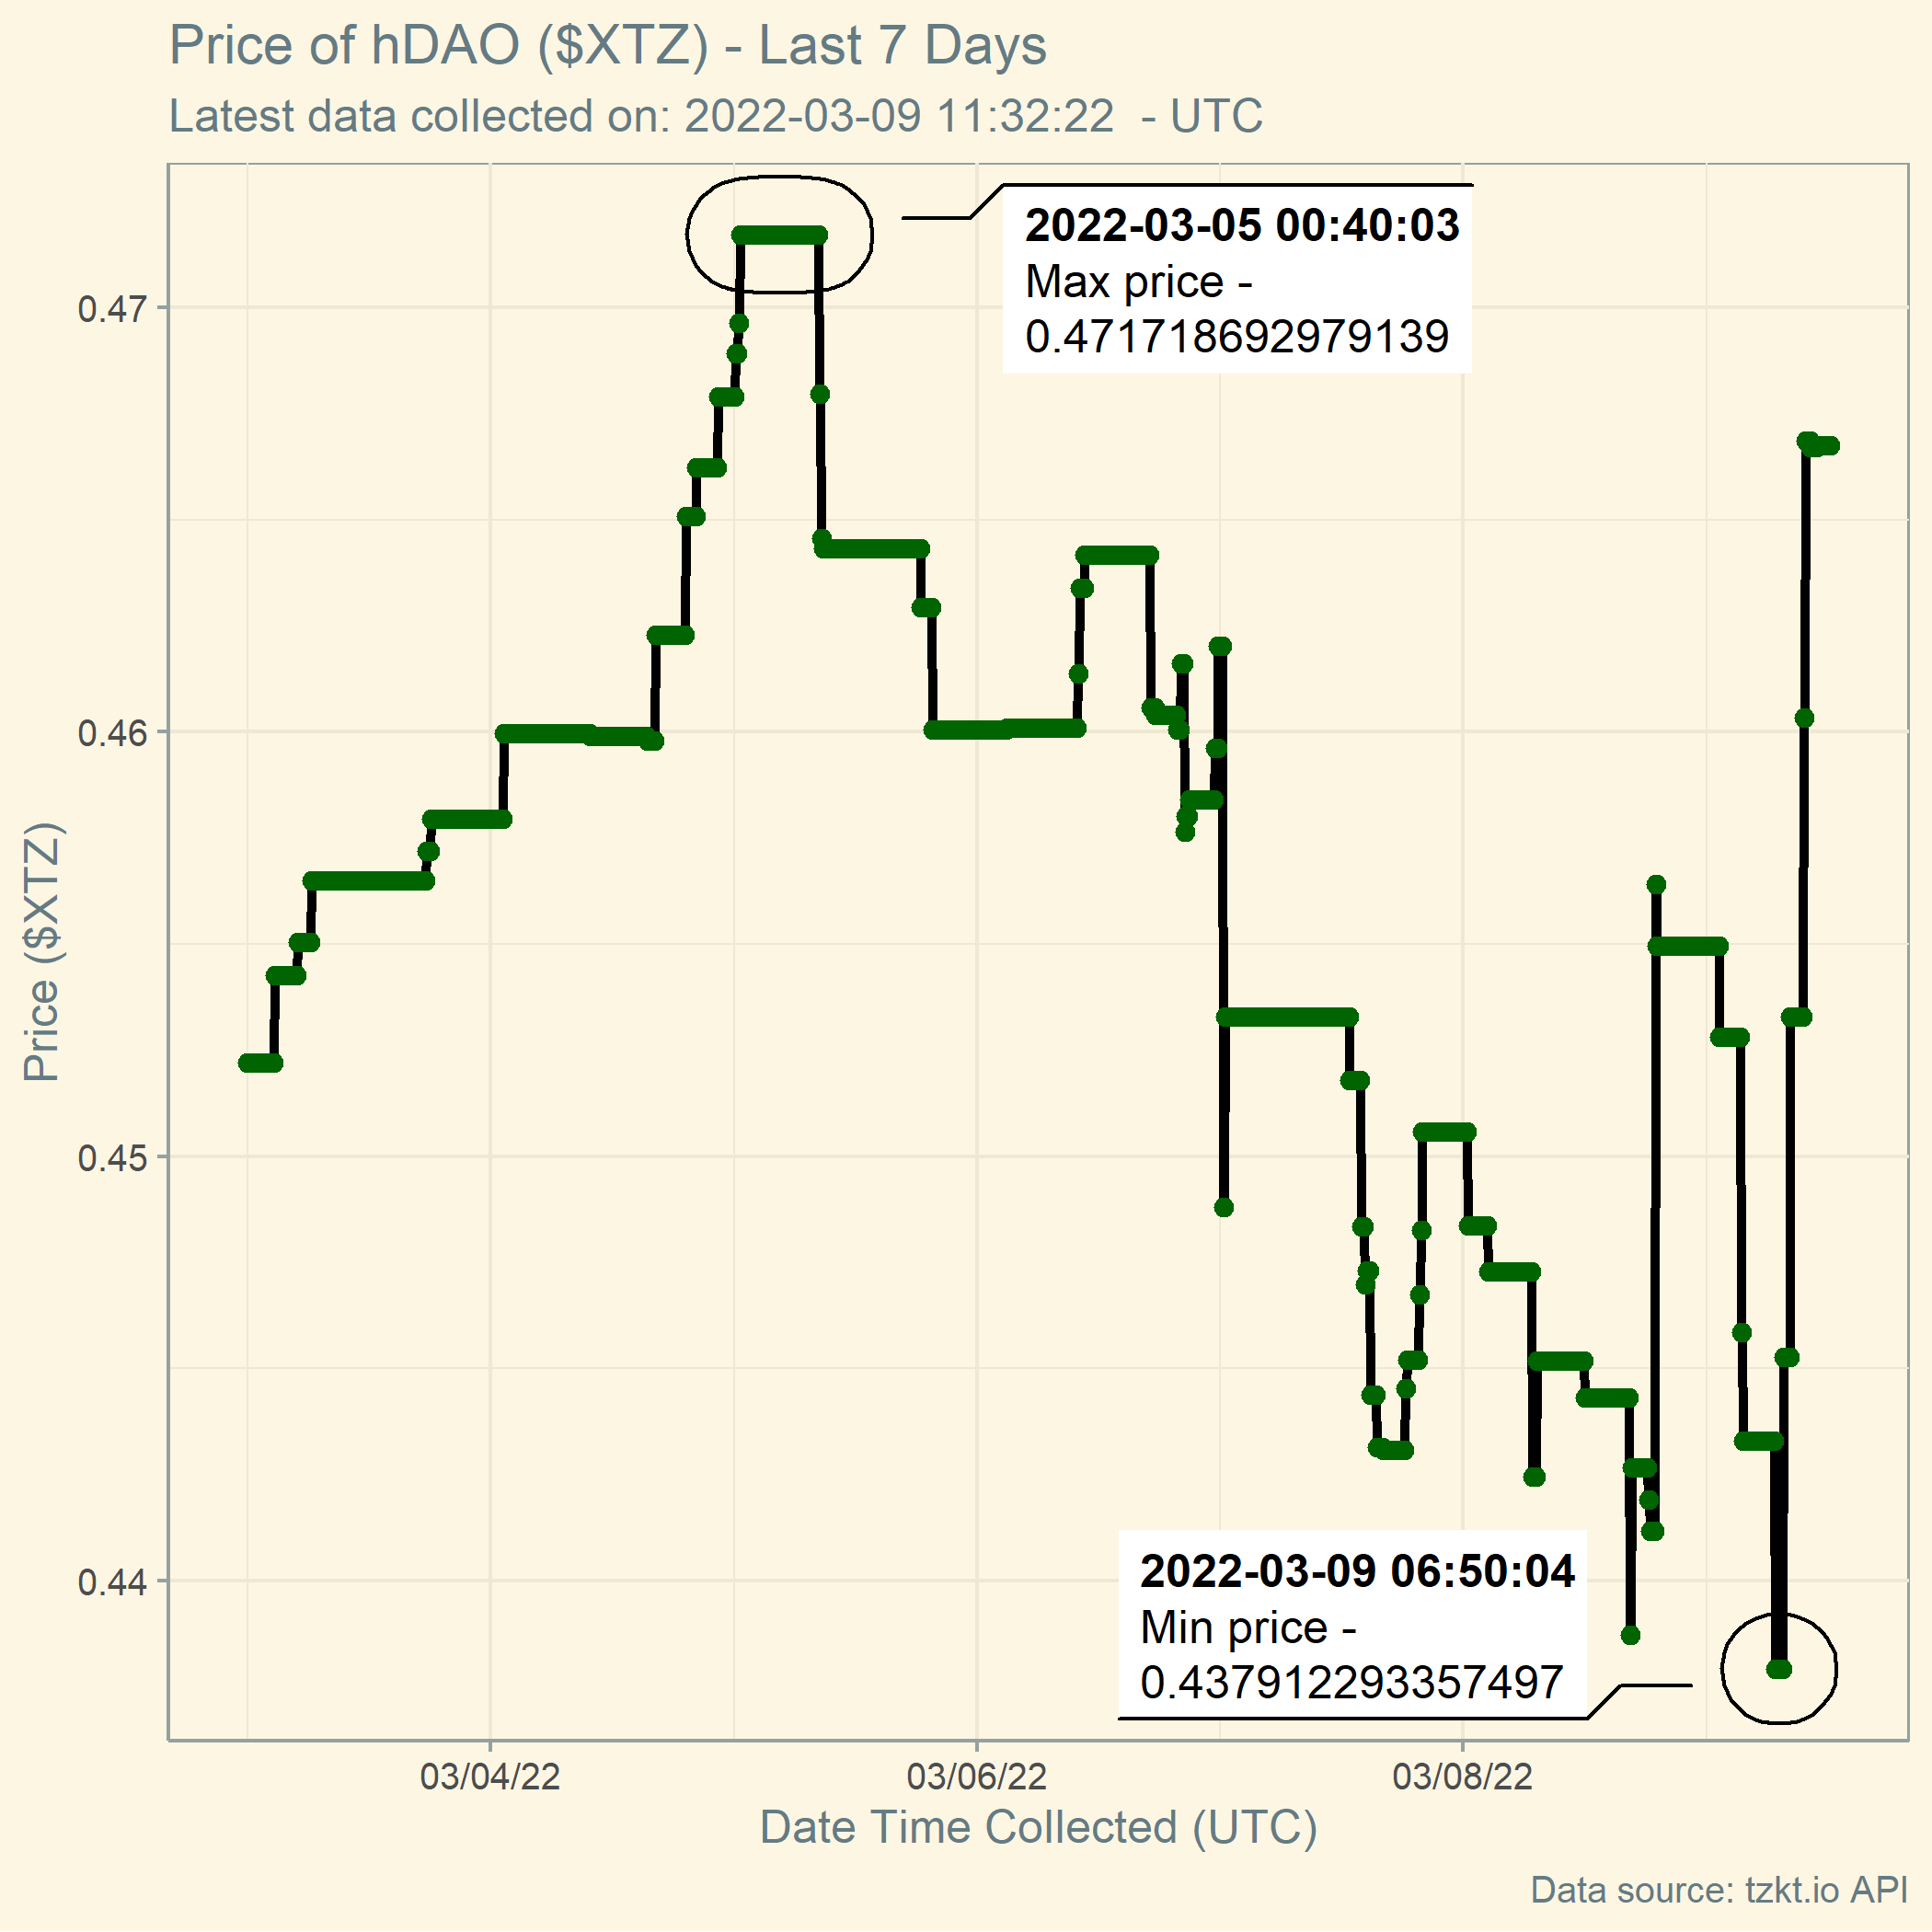 Price of hDAO ($XTZ) - Last 7 Days
Latest data collected on: 2022-03-09 11:32:22  - UTC
2022-03-05 00:40:03
Max price -
0.471718692979139
0.47
0.46
0.45
0.44
Price ($XTZ)
2022-03-09 06:50:04
Min price -
0.437912293357497
03/04/22
03/06/22
03/08/22
Date Time Collected (UTC)
Data source: tzkt.io API